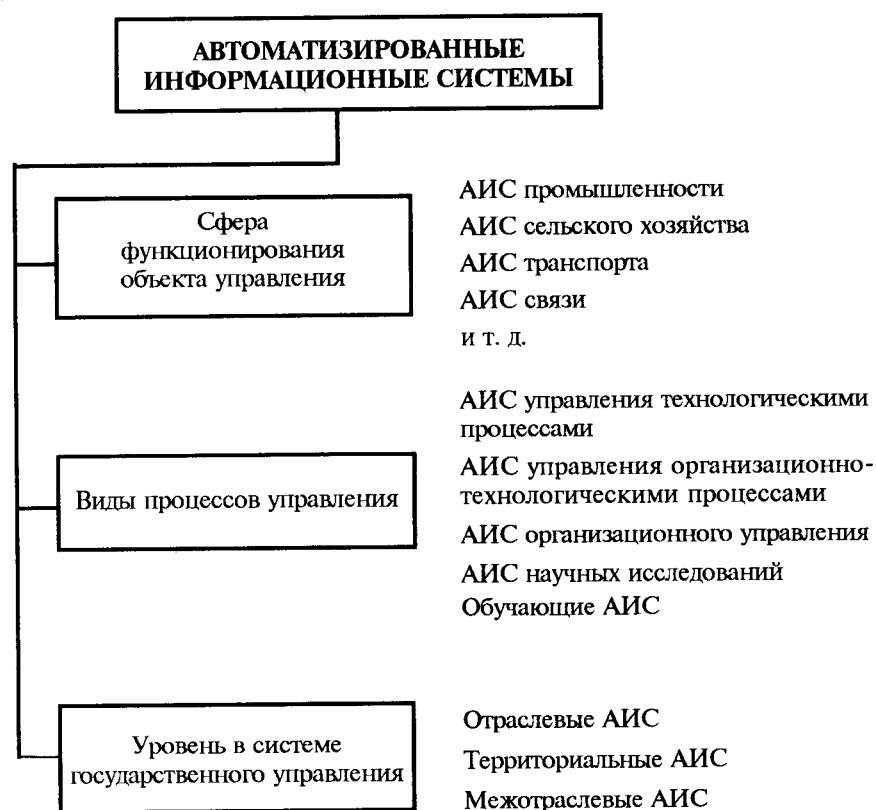 АВТОМАТИЗИРОВАННЫЕ
ИНФОРМАЦИОННЫЕ СИСТЕМЫ
Сфера
функционирования
объекта управления
АИС промышленности
АИС сельского хозяйства
АИС транспорта
АИС связи
и т. д.
Виды процессов управления
АИС управления технологическими
процессами
АИС управления организационно-
технологическими процессами
АИС организационного управления
АИС научных исследований
Обучающие АИС
Уровень в системе
государственного управления
Отраслевые АИС
Территориальные АИС
Межотраслевые АИС